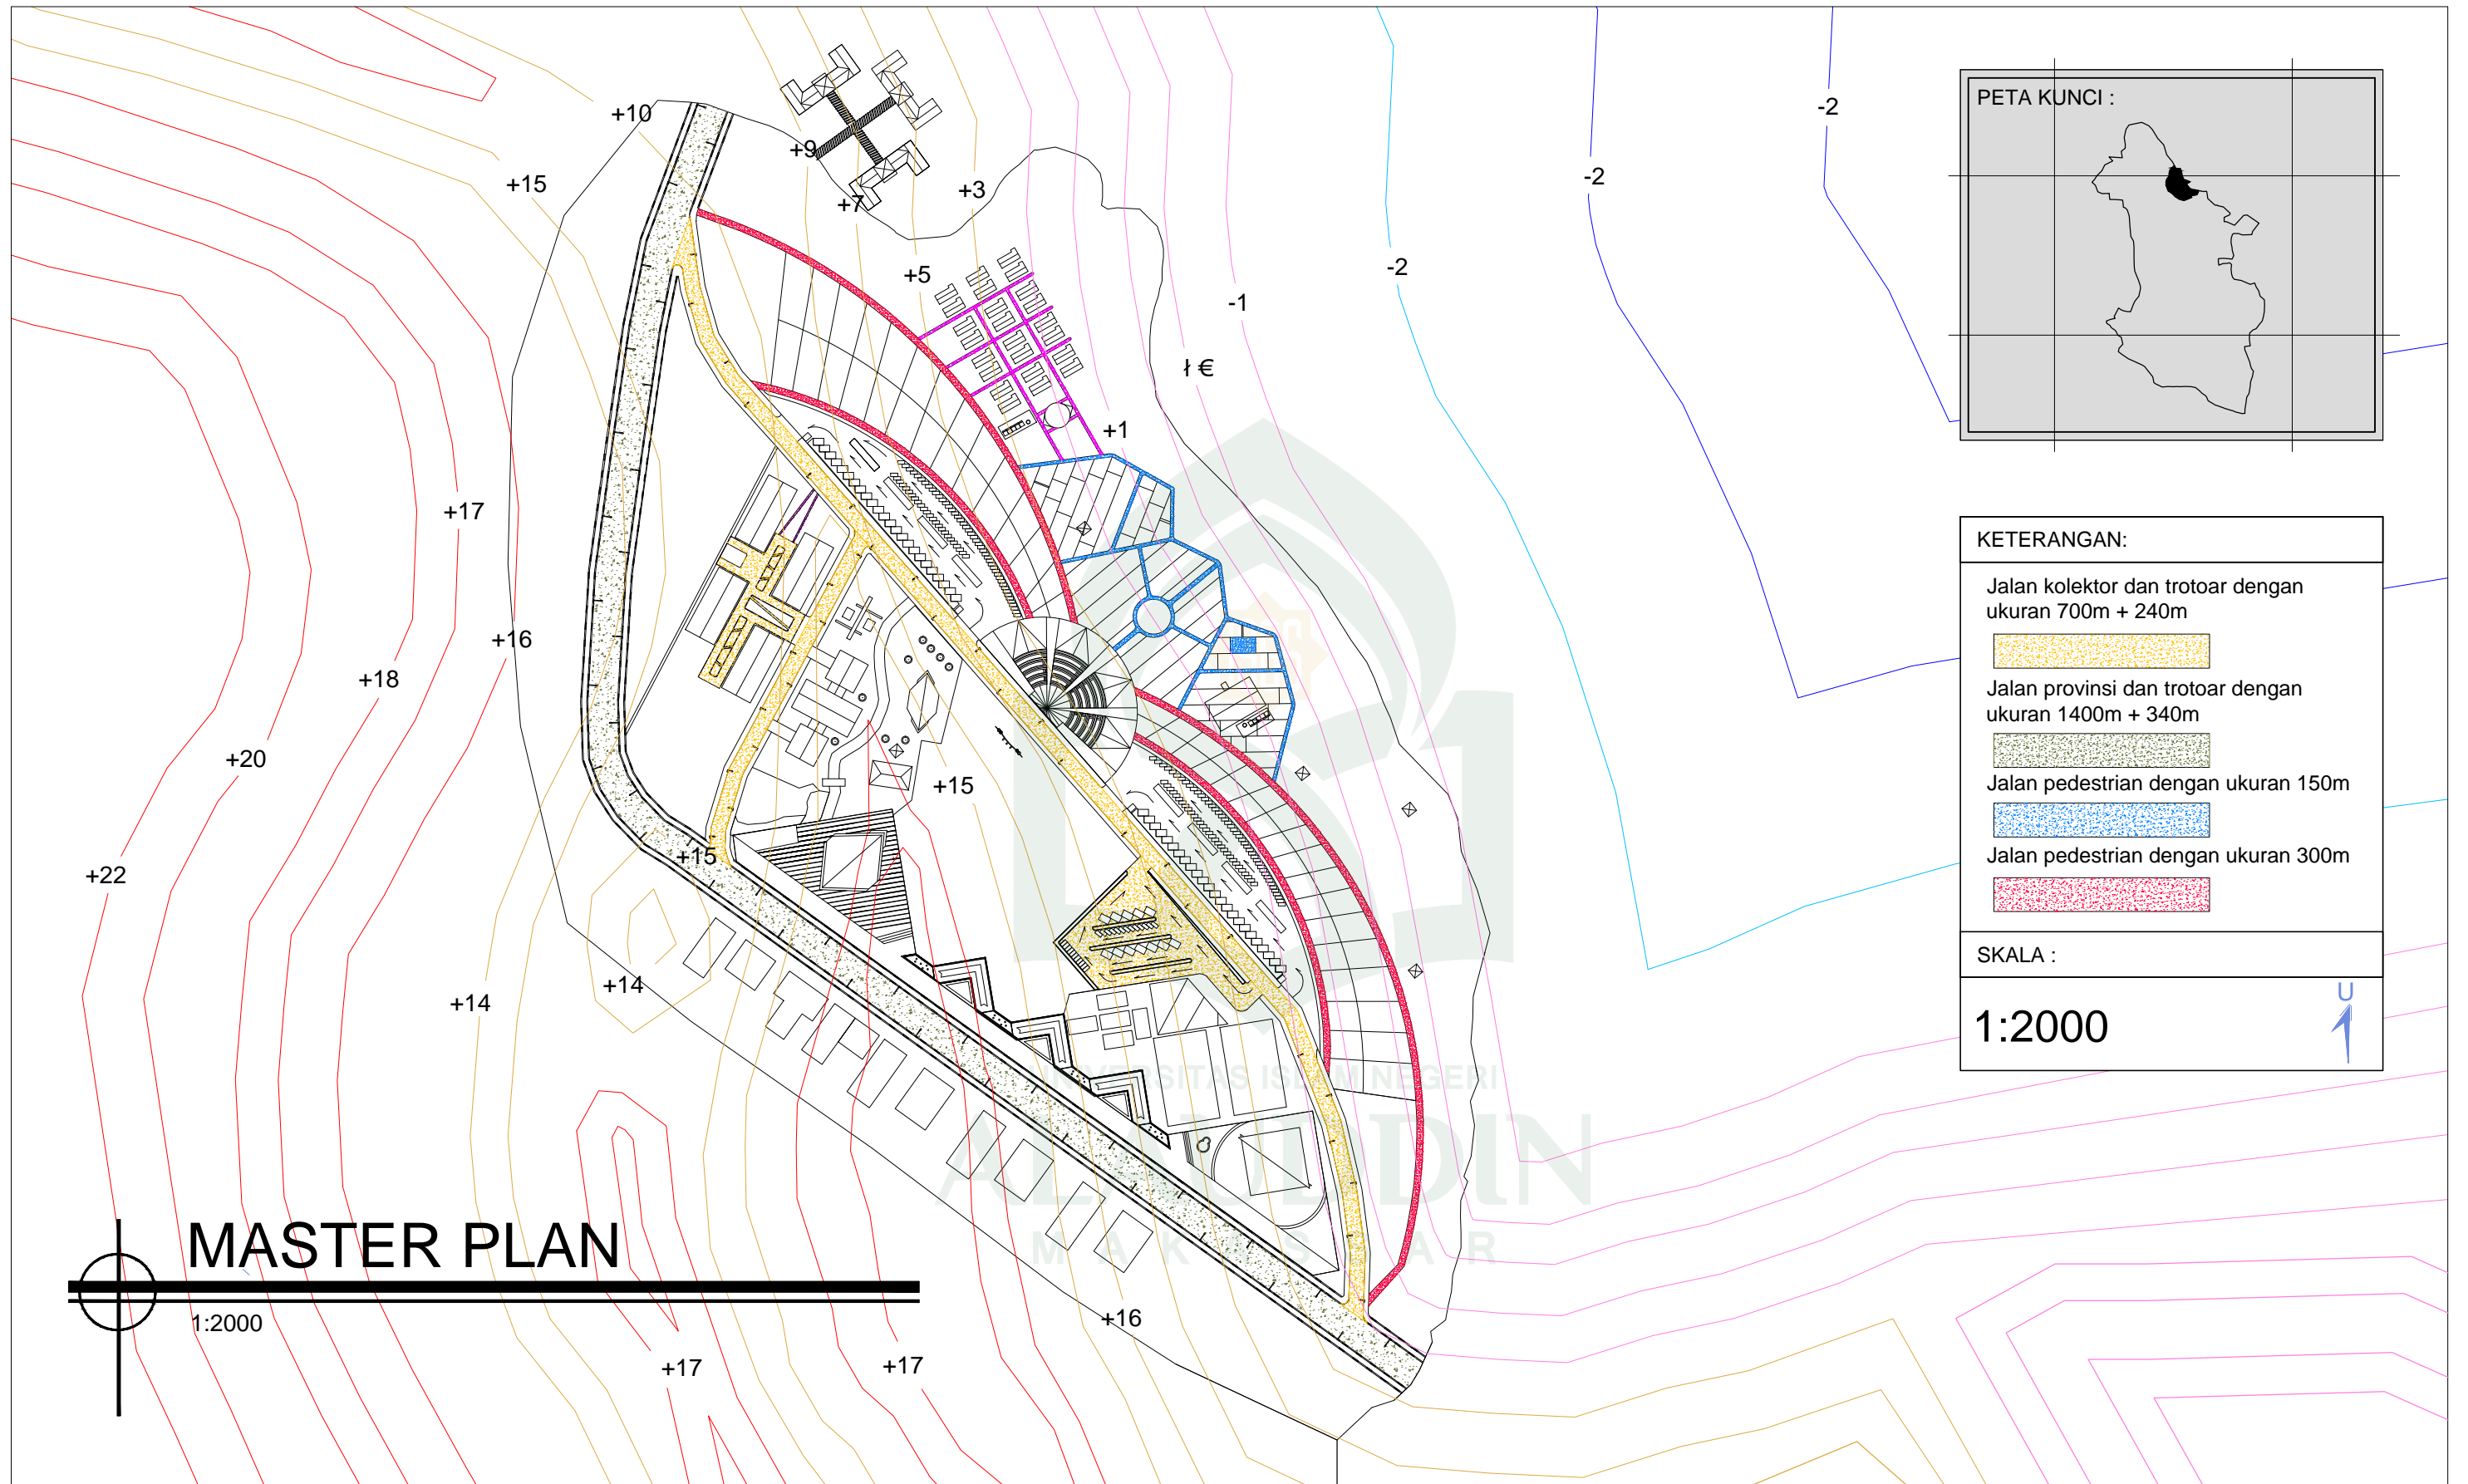 +10
+9
+15
+7
+3
+5
-1
-2
-2
-2
ł €
+1
+17
+16
+18
+20
+15
+15
+22
+14
+14
+16
+17
+17
PETA KUNCI :
KETERANGAN:
Jalan kolektor dan trotoar dengan
ukuran 700m + 240m
Jalan provinsi dan trotoar dengan
ukuran 1400m + 340m
Jalan pedestrian dengan ukuran 150m
Jalan pedestrian dengan ukuran 300m
SKALA :
1:2000
U
UNIVERSITAS ISLAM NEGERI
ALAUDDIN
MAKASSAR
MASTER PLAN
1:2000